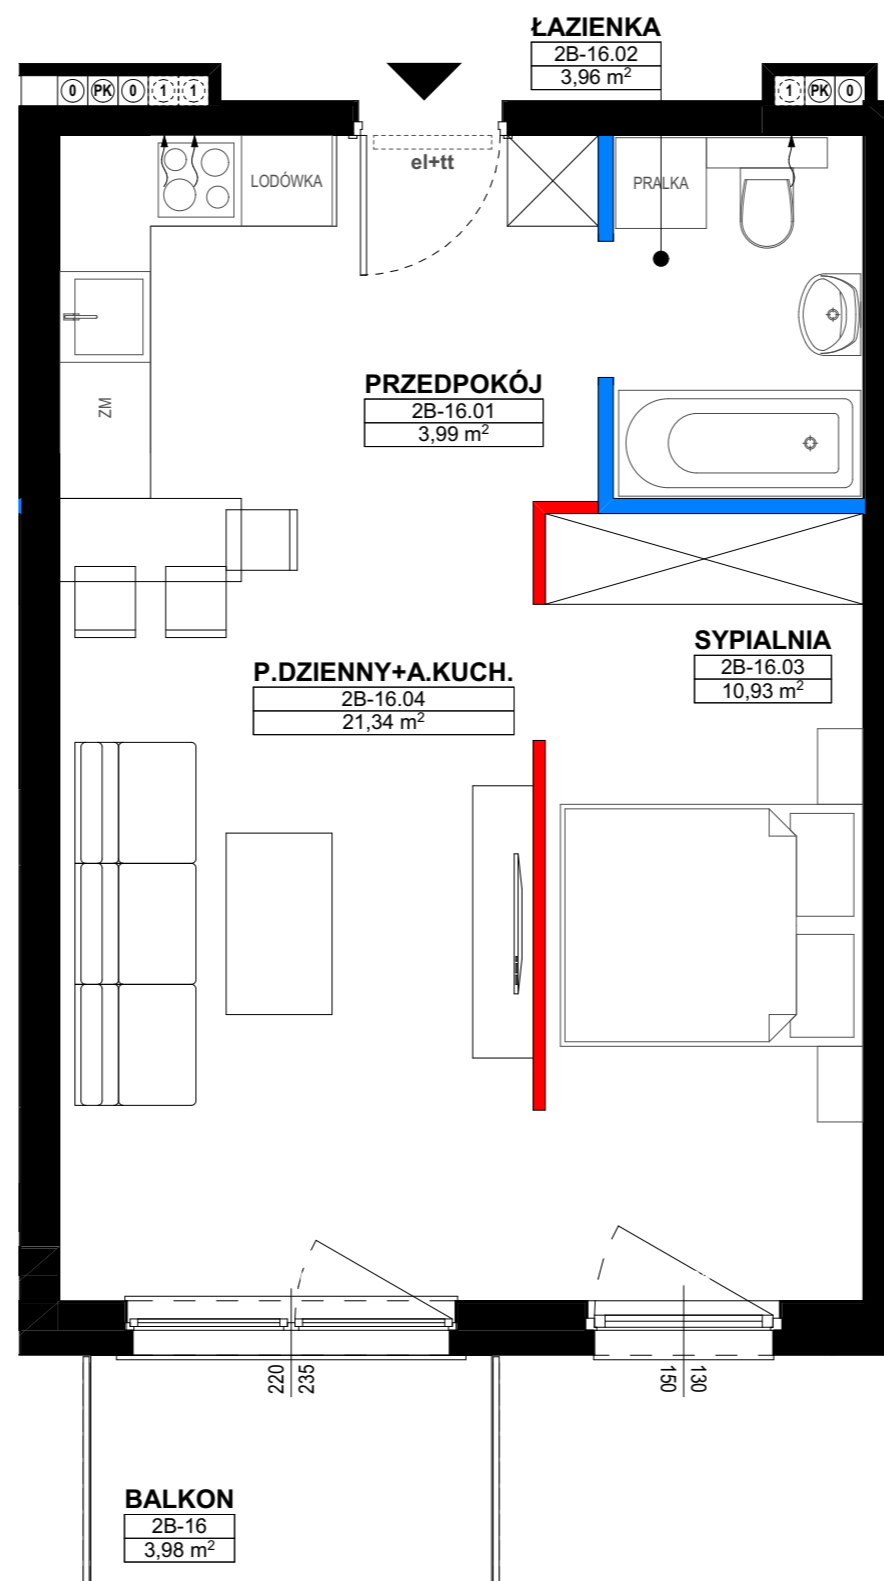 ŁAZIENKA
2B-16.02
3,96 m²
0 PK 0 1 1
1 PK 0
el+tt
LODÓWKA
PRALKA
PRZEDPOKÓJ
2B-16.01
3,99 m²
ZM
SYPIALNIA
2B-16.03
10,93 m²
P.DZIENNY+A.KUCH.
2B-16.04
21,34 m²
220
235
150
130
BALKON
2B-16
3,98 m²